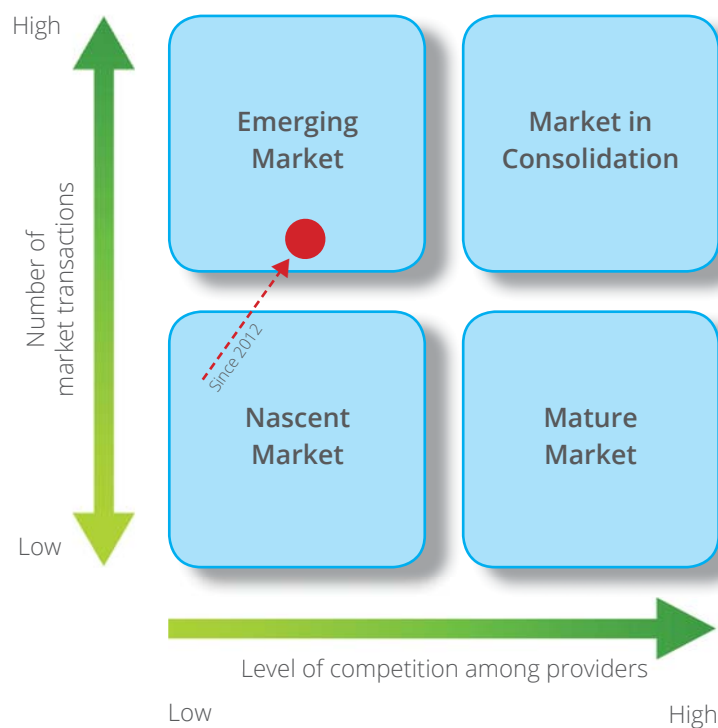 High
Emerging
Market
Market in
Consolidation
Number of
market transactions
Since 2012
Nascent
Market
Mature
Market
Low
Level of competition among providers
Low
High